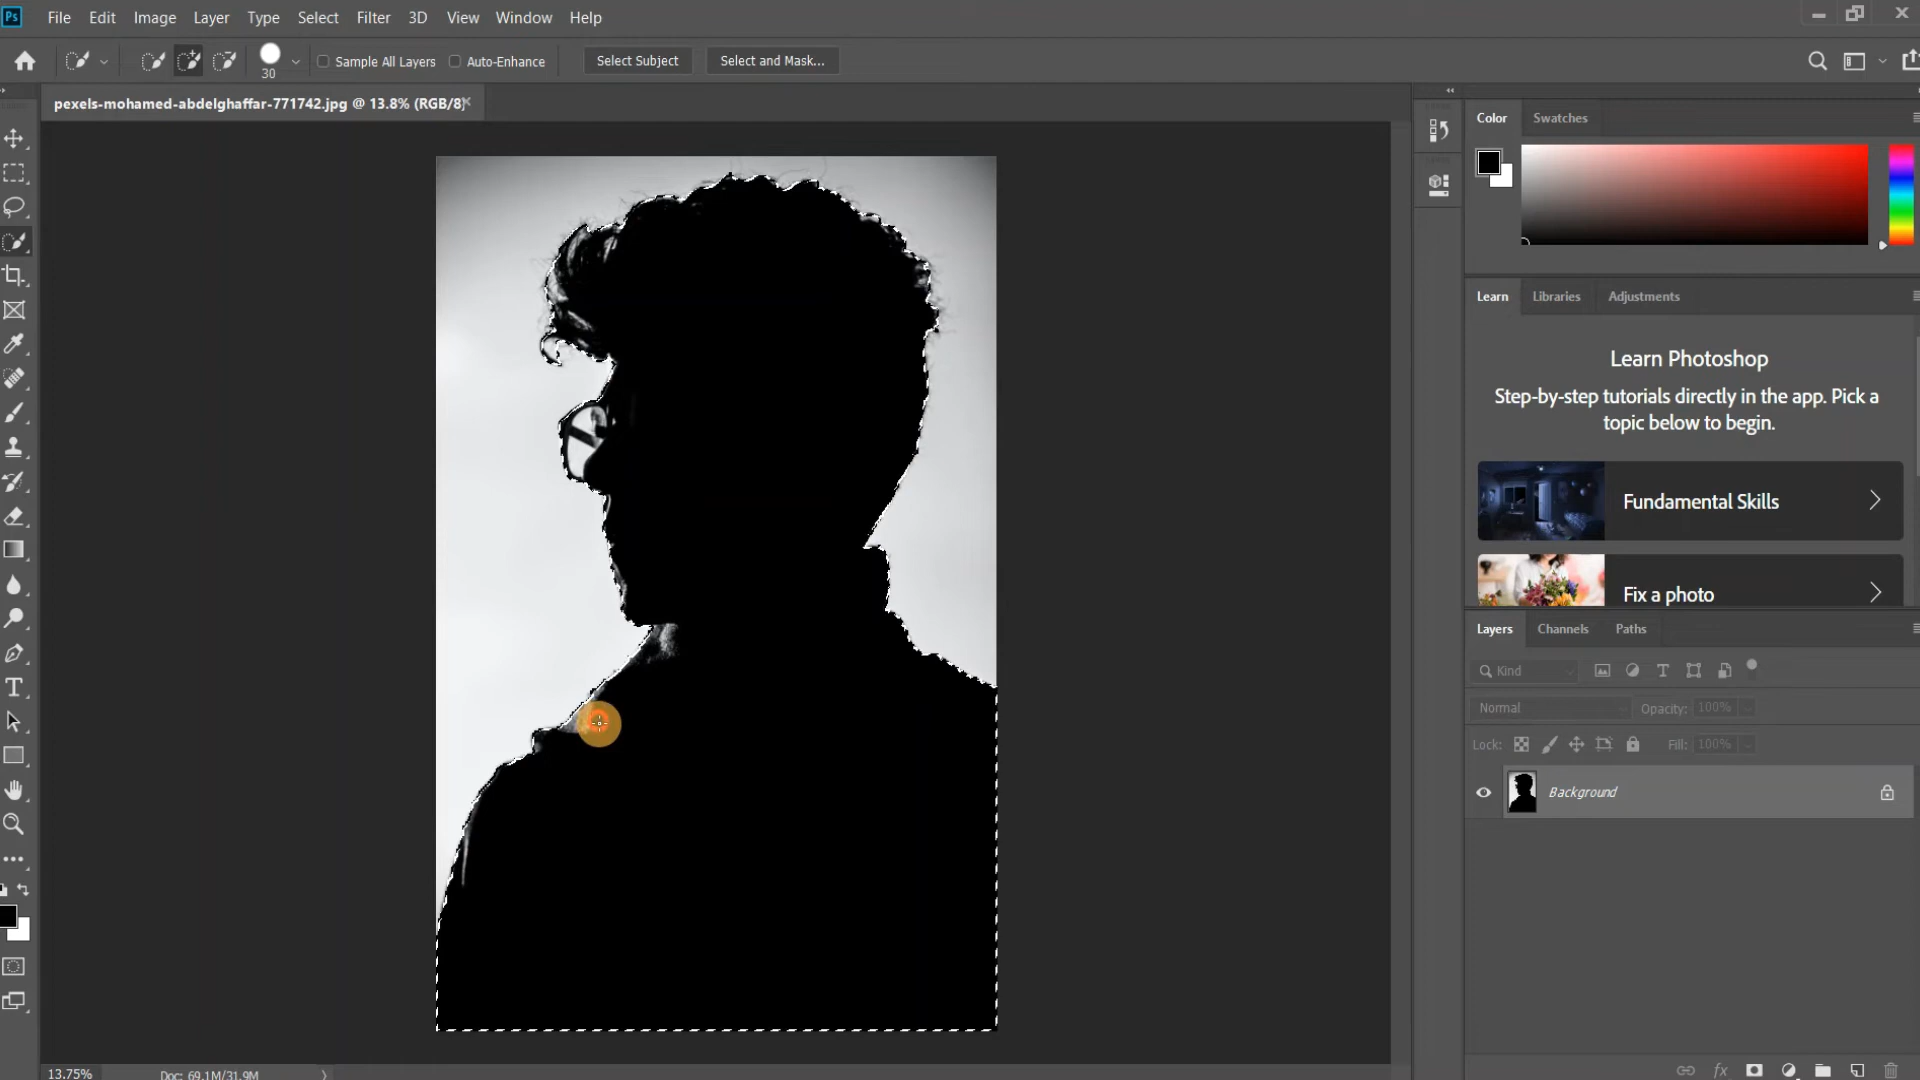 Ps
File Edit Image Layer Type Select Filter 3D View Window Help
30
Sample All Layers Auto-Enhance Select Subject Select and Mask...
pexels-mohamed-abdelghaffar-771742.jpg @ 13.8% (RGB/8)
Color Swatches
Learn Libraries Adjustments
Learn Photoshop
Step-by-step tutorials directly in the app. Pick a
topic below to begin.
Fundamental Skills
Fix a photo
Layers Channels Paths
Kind
Normal Opacity: 100%
Lock: Fill: 100%
Background
13.75% Doc: 69.1M/31.9M